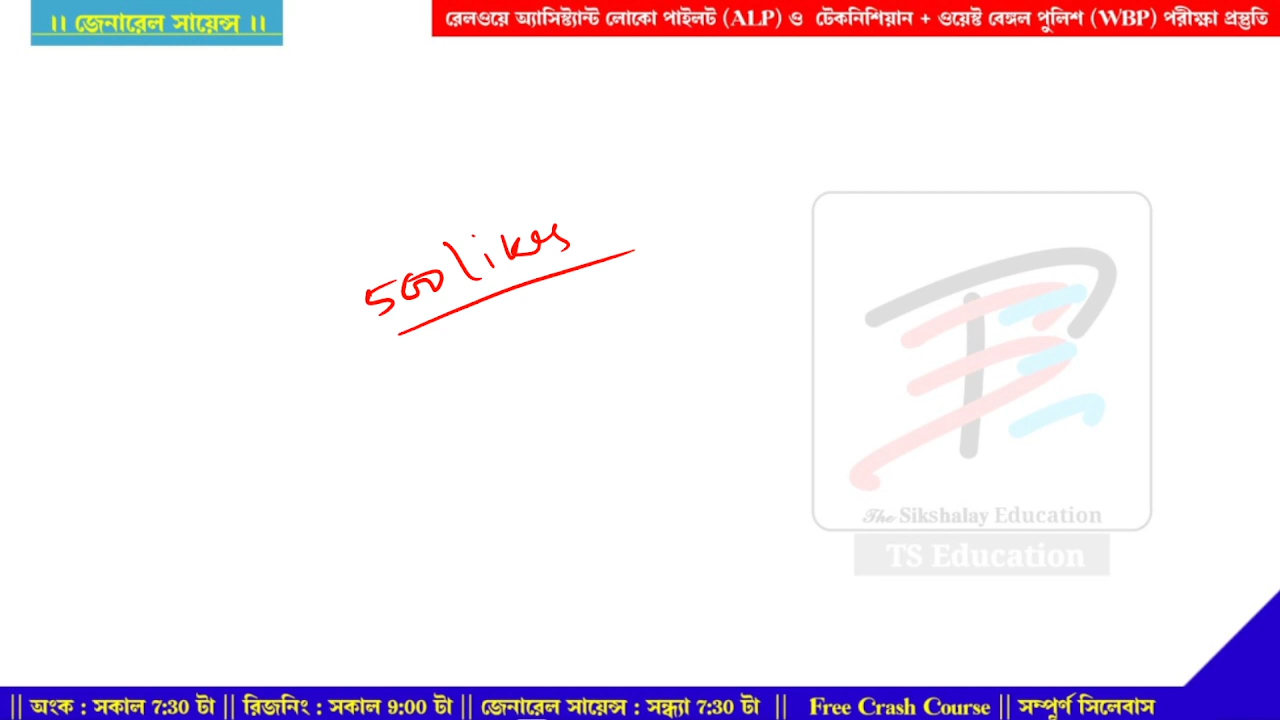 ।। জেনারেল সায়েন্স ।।
রেলওয়ে অ্যাসিস্ট্যান্ট লোকো পাইলট (ALP) ও টেকনিশিয়ান + ওয়েস্ট বেঙ্গল পুলিশ (WBP) পরীক্ষা প্রস্তুতি
500 likes
The Sikshalay Education
TS Education
|| অংক : সকাল 7:30 টা || রিজনিং : সকাল 9:00 টা || জেনারেল সায়েন্স : সন্ধ্যা 7:30 টা || Free Crash Course || সম্পূর্ণ সিলেবাস